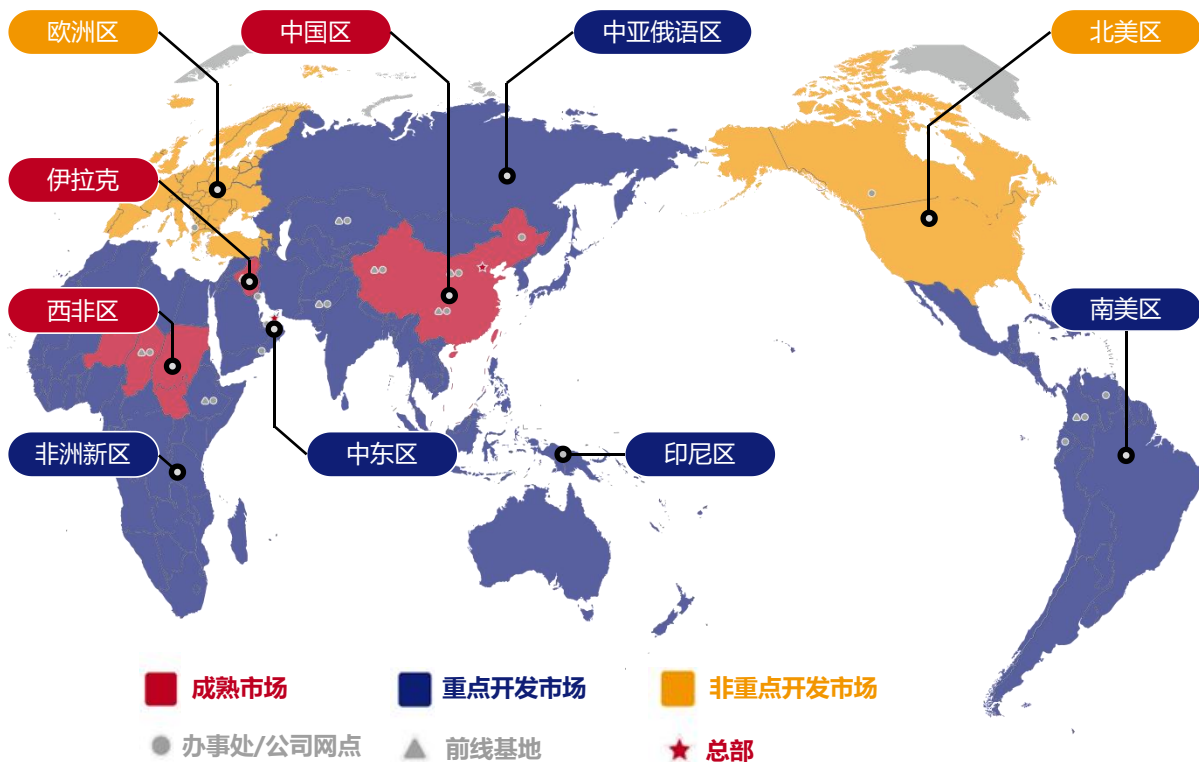 欧洲区
中国区
中亚俄语区
北美区
伊拉克
西非区
南美区
非洲新区
中东区
印尼区
成熟市场
重点开发市场
非重点开发市场
办事处/公司网点
前线基地
总部